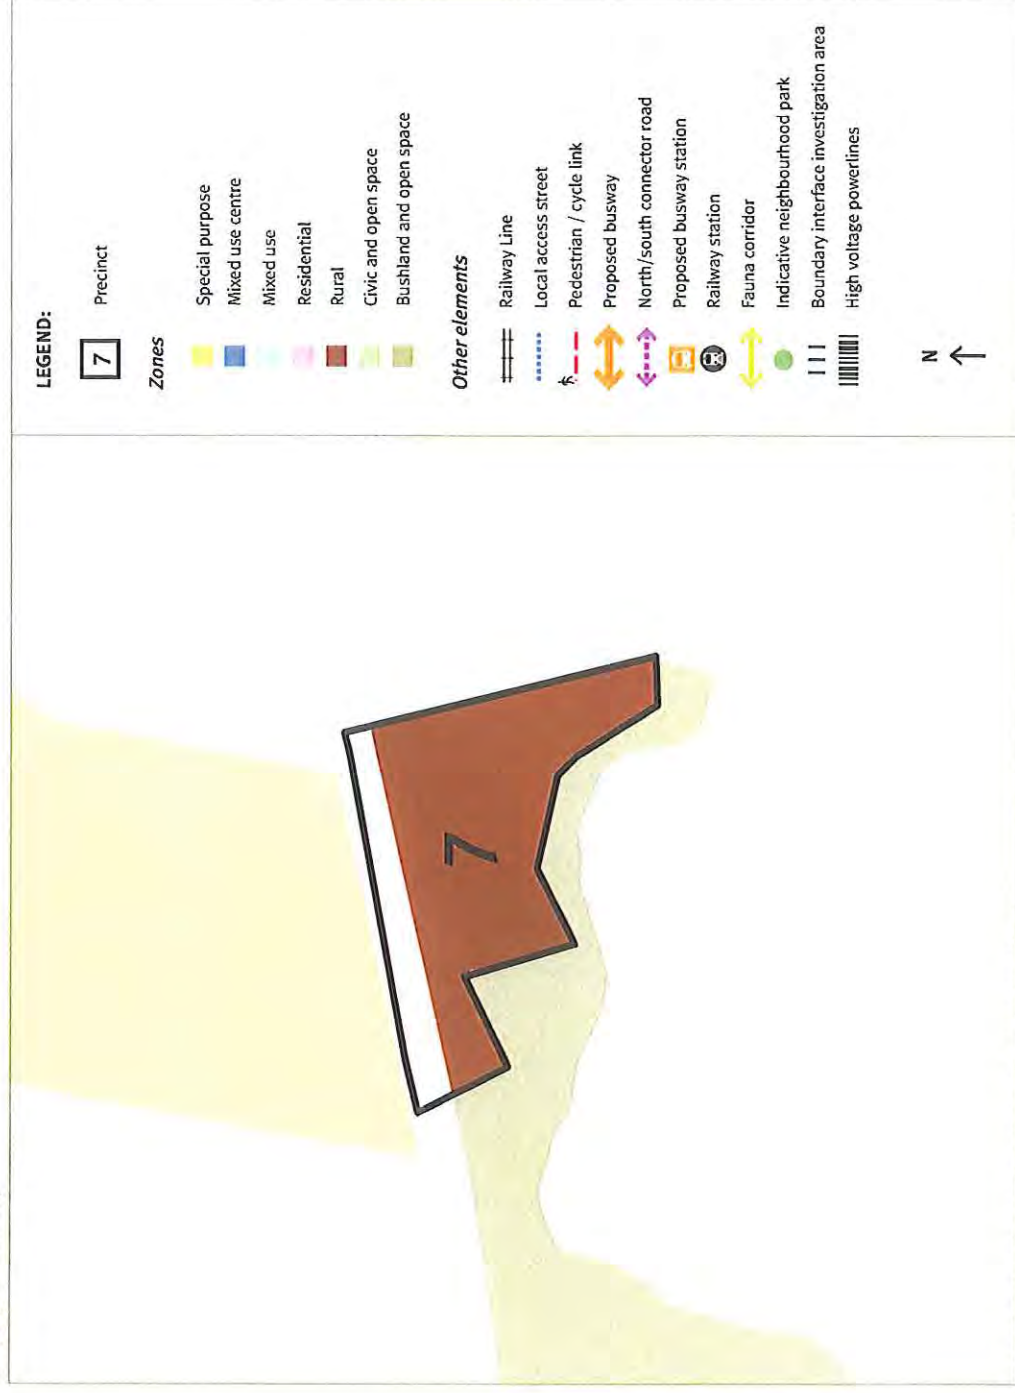 LEGEND:
7 Precinct
Zones
Special purpose
Mixed use centre
Mixed use
Residential
Rural
Civic and open space
Bushland and open space
Other elements
Railway Line
Local access street
Pedestrian / cycle link
Proposed busway
North/south connector road
Proposed busway station
Railway station
Fauna corridor
Indicative neighbourhood park
Boundary interface investigation area
High voltage powerlines
N
7